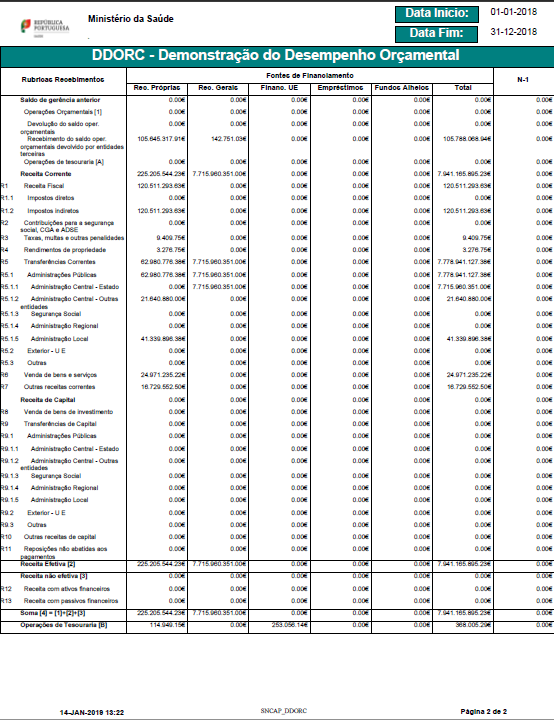 REPÚBLICA
PORTUGUESA
Ministério da Saúde
.
Data Inicio: 01-01-2018
Data Fim: 31-12-2018
DDORC - Demonstração do Desempenho Orçamental
Rubricas Recebimentos Fontes de Financiamento N-1
Rec. Próprias Rec. Gerais Financ. UE Empréstimos Fundos Alheios Total
Saldo de gerência anterior 0.00€ 0.00€ 0.00€ 0.00€ 0.00€ 0.00€ 0.00€
Operações Orçamentais [1] 0.00€ 0.00€ 0.00€ 0.00€ 0.00€ 0.00€ 0.00€
Devolução do saldo oper. 0.00€ 0.00€ 0.00€ 0.00€ 0.00€ 0.00€ 0.00€
orçamentais
Recebimento do saldo oper. 105.645.317.91€ 142.751.03€ 0.00€ 0.00€ 0.00€ 105.788.068.94€ 0.00€
orçamentais devolvido por entidades
terceiras
Operações de tesouraria [A] 0.00€ 0.00€ 0.00€ 0.00€ 0.00€ 0.00€ 0.00€
Receita Corrente 225.205.544.23€ 7.715.960.351.00€ 0.00€ 0.00€ 0.00€ 7.941.165.895.23€ 0.00€
R1 Receita Fiscal 120.511.293.63€ 0.00€ 0.00€ 0.00€ 0.00€ 120.511.293.63€ 0.00€
R1.1 Impostos diretos 0.00€ 0.00€ 0.00€ 0.00€ 0.00€ 0.00€ 0.00€
R1.2 Impostos indiretos 120.511.293.63€ 0.00€ 0.00€ 0.00€ 0.00€ 120.511.293.63€ 0.00€
R2 Contribuições para a segurança 0.00€ 0.00€ 0.00€ 0.00€ 0.00€ 0.00€ 0.00€
social, CGA e ADSE
R3 Taxas, multas e outras penalidades 9.409.75€ 0.00€ 0.00€ 0.00€ 0.00€ 9.409.75€ 0.00€
R4 Rendimentos de propriedade 3.276.75€ 0.00€ 0.00€ 0.00€ 0.00€ 3.276.75€ 0.00€
R5 Transferências Correntes 62.980.776.38€ 7.715.960.351.00€ 0.00€ 0.00€ 0.00€ 7.778.941.127.38€ 0.00€
R5.1 Administrações Públicas 62.980.776.38€ 7.715.960.351.00€ 0.00€ 0.00€ 0.00€ 7.778.941.127.38€ 0.00€
R5.1.1 Administração Central - Estado 0.00€ 7.715.960.351.00€ 0.00€ 0.00€ 0.00€ 7.715.960.351.00€ 0.00€
R5.1.2 Administração Central - Outras 21.640.880.00€ 0.00€ 0.00€ 0.00€ 0.00€ 21.640.880.00€ 0.00€
entidades
R5.1.3 Segurança Social 0.00€ 0.00€ 0.00€ 0.00€ 0.00€ 0.00€ 0.00€
R5.1.4 Administração Regional 0.00€ 0.00€ 0.00€ 0.00€ 0.00€ 0.00€ 0.00€
R5.1.5 Administração Local 41.339.896.38€ 0.00€ 0.00€ 0.00€ 0.00€ 41.339.896.38€ 0.00€
R5.2 Exterior - U E 0.00€ 0.00€ 0.00€ 0.00€ 0.00€ 0.00€ 0.00€
R5.3 Outras 0.00€ 0.00€ 0.00€ 0.00€ 0.00€ 0.00€ 0.00€
R6 Venda de bens e serviços 24.971.235.22€ 0.00€ 0.00€ 0.00€ 0.00€ 24.971.235.22€ 0.00€
R7 Outras receitas correntes 16.729.552.50€ 0.00€ 0.00€ 0.00€ 0.00€ 16.729.552.50€ 0.00€
Receita de Capital 0.00€ 0.00€ 0.00€ 0.00€ 0.00€ 0.00€ 0.00€
R8 Venda de bens de investimento 0.00€ 0.00€ 0.00€ 0.00€ 0.00€ 0.00€ 0.00€
R9 Transferências de Capital 0.00€ 0.00€ 0.00€ 0.00€ 0.00€ 0.00€ 0.00€
R9.1 Administrações Públicas 0.00€ 0.00€ 0.00€ 0.00€ 0.00€ 0.00€ 0.00€
R9.1.1 Administração Central - Estado 0.00€ 0.00€ 0.00€ 0.00€ 0.00€ 0.00€ 0.00€
R9.1.2 Administração Central - Outras 0.00€ 0.00€ 0.00€ 0.00€ 0.00€ 0.00€ 0.00€
entidades
R9.1.3 Segurança Social 0.00€ 0.00€ 0.00€ 0.00€ 0.00€ 0.00€ 0.00€
R9.1.4 Administração Regional 0.00€ 0.00€ 0.00€ 0.00€ 0.00€ 0.00€ 0.00€
R9.1.5 Administração Local 0.00€ 0.00€ 0.00€ 0.00€ 0.00€ 0.00€ 0.00€
R9.2 Exterior - U E 0.00€ 0.00€ 0.00€ 0.00€ 0.00€ 0.00€ 0.00€
R9.3 Outras 0.00€ 0.00€ 0.00€ 0.00€ 0.00€ 0.00€ 0.00€
R10 Outras receitas de capital 0.00€ 0.00€ 0.00€ 0.00€ 0.00€ 0.00€ 0.00€
R11 Reposições não abatidas aos 0.00€ 0.00€ 0.00€ 0.00€ 0.00€ 0.00€ 0.00€
pagamentos
Receita Efetiva [2] 225.205.544.23€ 7.715.960.351.00€ 0.00€ 0.00€ 0.00€ 7.941.165.895.23€ 0.00€
Receita não efetiva [3] 0.00€ 0.00€ 0.00€ 0.00€ 0.00€ 0.00€ 0.00€
R12 Receita com ativos financeiros 0.00€ 0.00€ 0.00€ 0.00€ 0.00€ 0.00€ 0.00€
R13 Receita com passivos financeiros 0.00€ 0.00€ 0.00€ 0.00€ 0.00€ 0.00€ 0.00€
Soma [4] = [1]+[2]+[3] 225.205.544.23€ 7.715.960.351.00€ 0.00€ 0.00€ 0.00€ 7.941.165.895.23€ 0.00€
Operações de Tesouraria [B] 114.949.15€ 0.00€ 253.056.14€ 0.00€ 0.00€ 368.005.29€ 0.00€
14-JAN-2019 13:22 SNCAP_DDORC Página 2 de 2